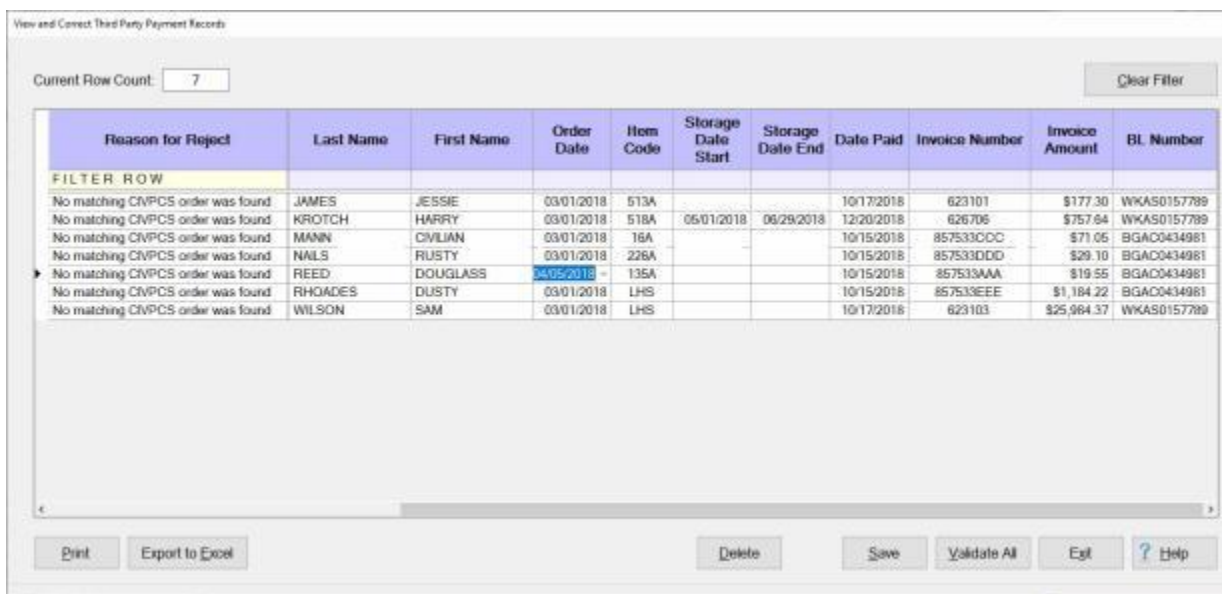 View and Correct Third Party Payment Records
Current Row Count: 7 Clear Filter
Reason for Reject Last Name First Name Order Date Item Code Storage Date Start Storage Date End Date Paid Invoice Number Invoice Amount BL Number
FILTER ROW
No matching CIVPCS order was found JAMES JESSIE 03/01/2018 513A 10/17/2018 623101 $177.30 WKAS0157789
No matching CIVPCS order was found KROTCH HARRY 03/01/2018 518A 05/01/2018 06/29/2018 12/20/2018 626706 $757.64 WKAS0157789
No matching CIVPCS order was found MANN CIVILIAN 03/01/2018 16A 10/15/2018 857533CCC $71.05 BGAC0434981
No matching CIVPCS order was found NAILS RUSTY 03/01/2018 226A 10/15/2018 857533DDD $29.10 BGAC0434981
No matching CIVPCS order was found REED DOUGLASS 04/05/2018 135A 10/15/2018 857533AAA $19.55 BGAC0434981
No matching CIVPCS order was found RHOADES DUSTY 03/01/2018 LHS 10/15/2018 857533EEE $1,184.22 BGAC0434981
No matching CIVPCS order was found WILSON SAM 03/01/2018 LHS 10/17/2018 623103 $25,984.37 WKAS0157789
Print Export to Excel Delete Save Validate All Exit ? Help